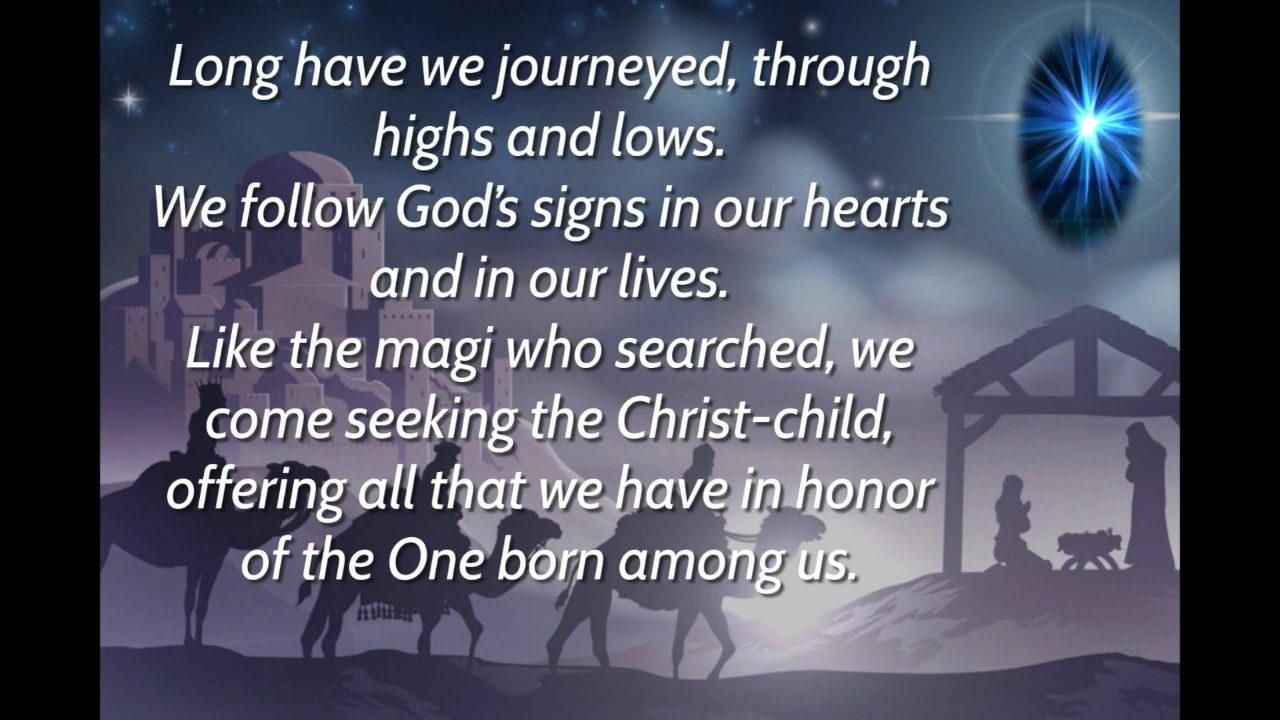 Long have we journeyed, through
highs and lows.
We follow God’s signs in our hearts
and in our lives.
Like the magi who searched, we
come seeking the Christ-child,
offering all that we have in honor
of the One born among us.